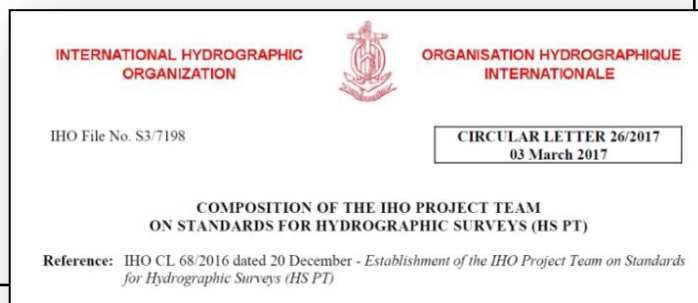 INTERNATIONAL HYDROGRAPHIC
ORGANIZATION
ORGANISATION HYDROGRAPHIQUE
INTERNATIONALE
IHO File No. S3/7198
CIRCULAR LETTER 26/2017
03 March 2017
COMPOSITION OF THE IHO PROJECT TEAM
ON STANDARDS FOR HYDROGRAPHIC SURVEYS (HS PT)
Reference: IHO CL 68/2016 dated 20 December - Establishment of the IHO Project Team on Standards
for Hydrographic Surveys (HS PT)